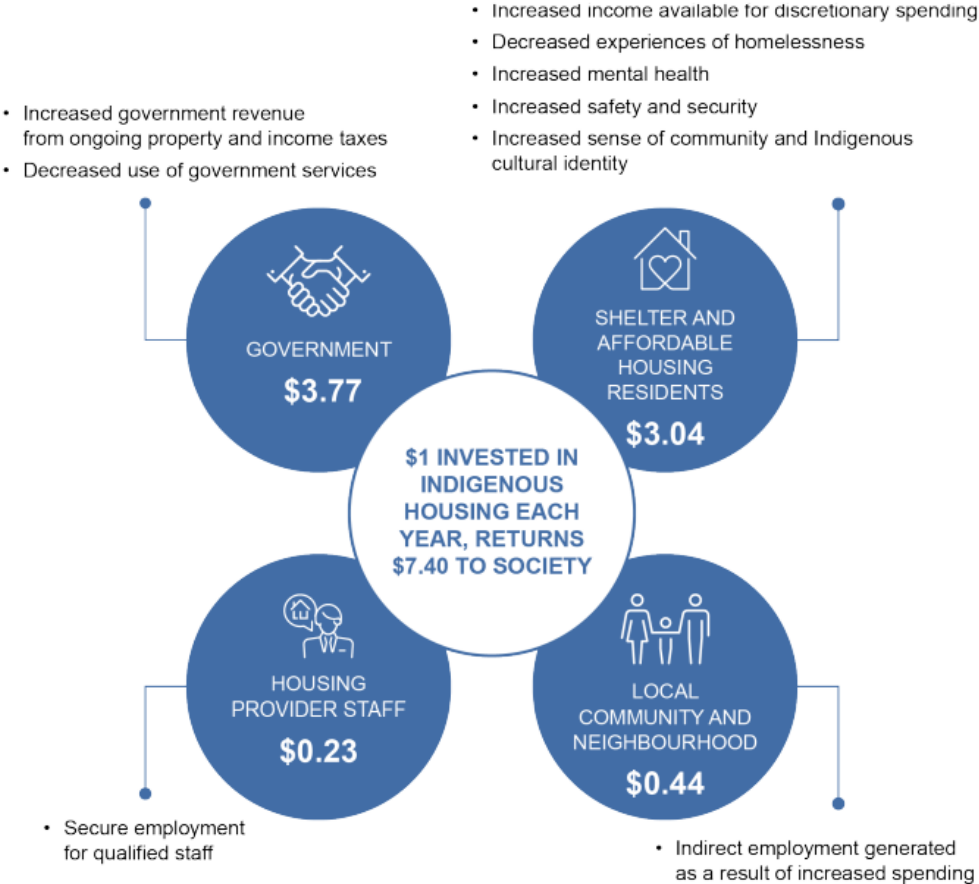 • Increased income available for discretionary spending
• Decreased experiences of homelessness
• Increased mental health
• Increased safety and security
• Increased sense of community and Indigenous
cultural identity
• Increased government revenue
from ongoing property and income taxes
• Decreased use of government services
GOVERNMENT
$3.77
SHELTER AND
AFFORDABLE
HOUSING
RESIDENTS
$3.04
$1 INVESTED IN
INDIGENOUS
HOUSING EACH
YEAR, RETURNS
$7.40 TO SOCIETY
HOUSING
PROVIDER STAFF
$0.23
LOCAL
COMMUNITY AND
NEIGHBOURHOOD
$0.44
• Secure employment
for qualified staff
• Indirect employment generated
as a result of increased spending